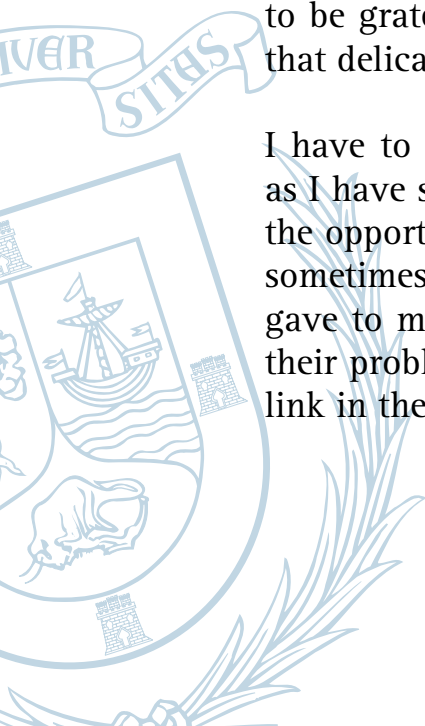 to be grate
that delica
IVER
SITAS
I have to
as I have s
the opport
sometimes
gave to m
their probl
link in the